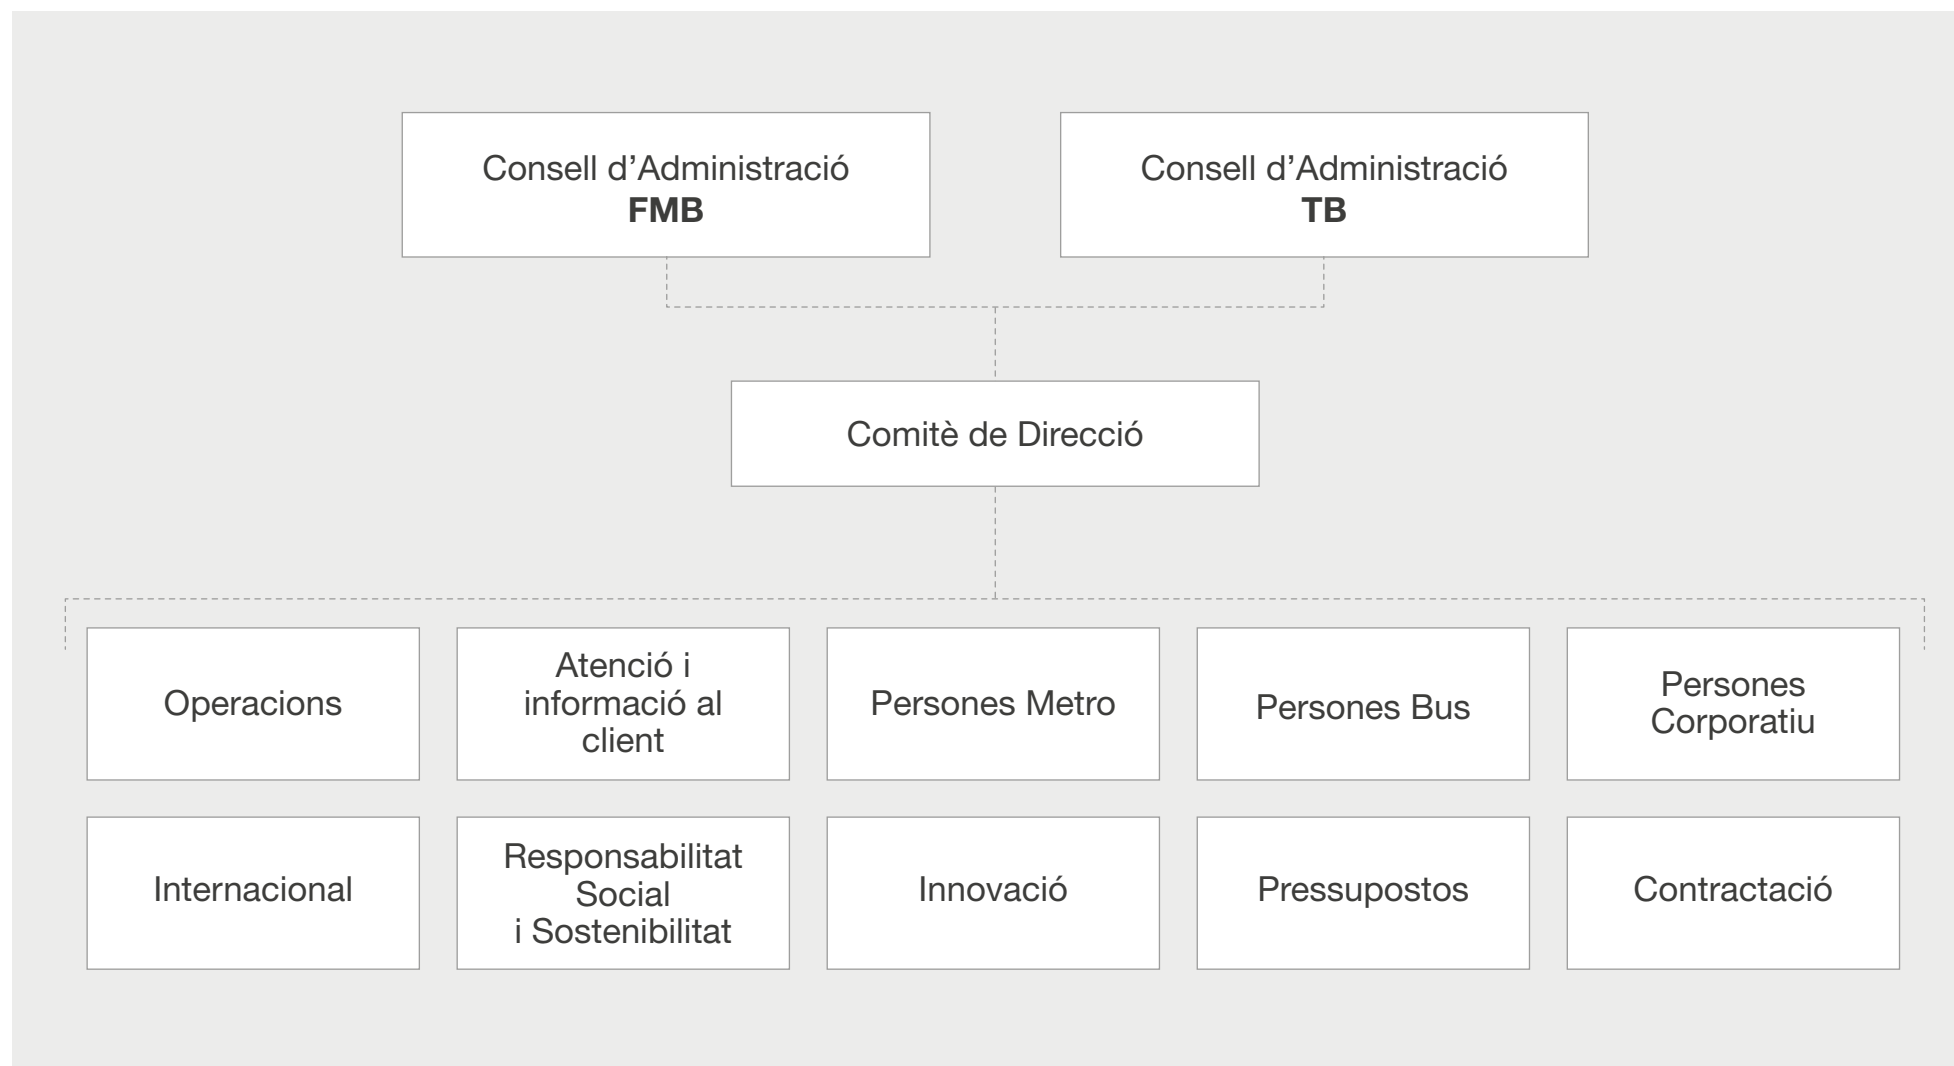 Consell d’Administració
FMB
Consell d’Administració
TB
Comitè de Direcció
Operacions
Atenció i
informació al
client
Persones Metro
Persones Bus
Persones
Corporatiu
Internacional
Responsabilitat
Social
i Sostenibilitat
Innovació
Pressupostos
Contractació